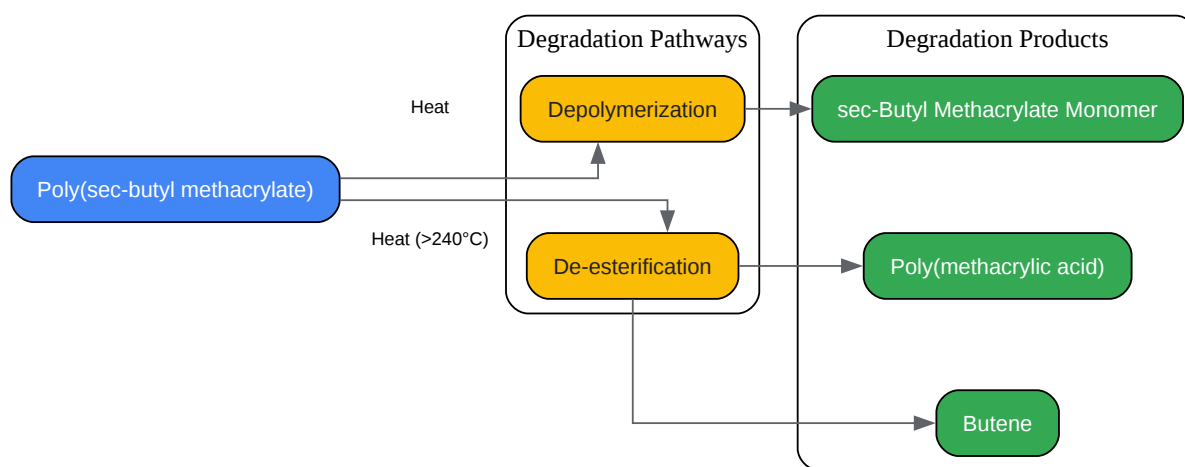 Degradation Pathways
Degradation Products
Heat
Depolymerization
sec-Butyl Methacrylate Monomer
Poly(sec-butyl methacrylate)
Heat (>240°C)
De-esterification
Poly(methacrylic acid)
Butene